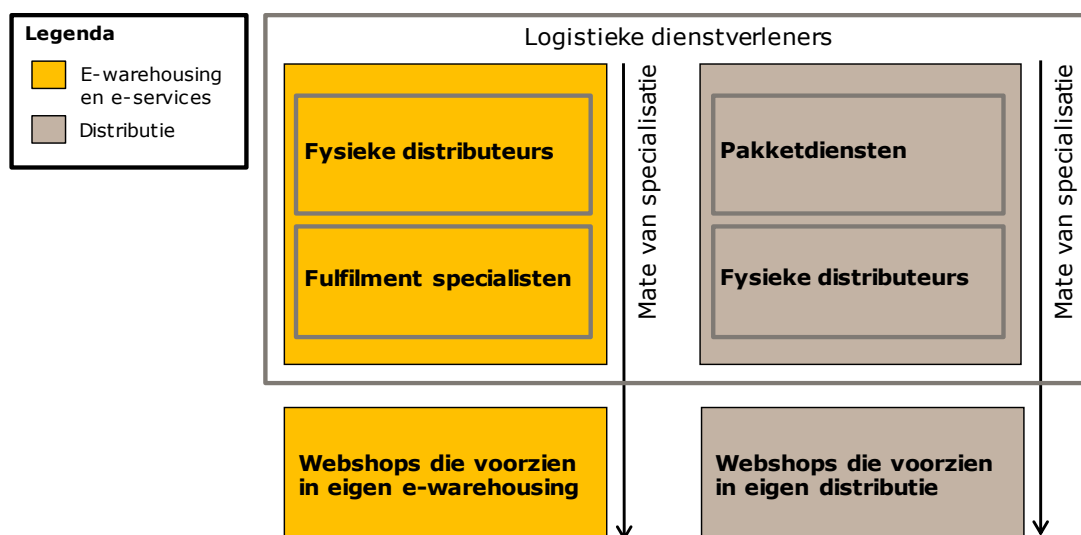 Legenda
E-warehousing
en e-services
Distributie
Logistieke dienstverleners
Fysieke distributeurs
Fulfilment specialisten
Mate van specialisatie
Pakketdiensten
Fysieke distributeurs
Mate van specialisatie
Webshops die voorzien
in eigen e-warehousing
Webshops die voorzien
in eigen distributie